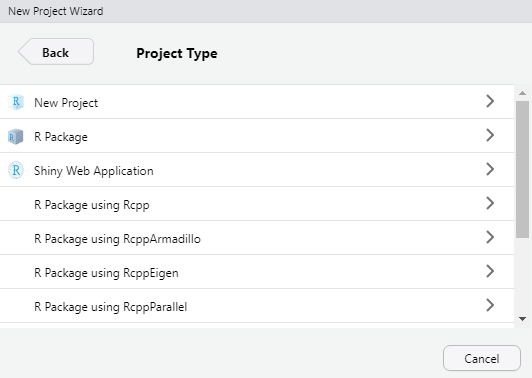 New Project Wizard
Back
Project Type
R New Project
R R Package
R Shiny Web Application
R Package using Rcpp
R Package using RcppArmadillo
R Package using RcppEigen
R Package using RcppParallel
Cancel